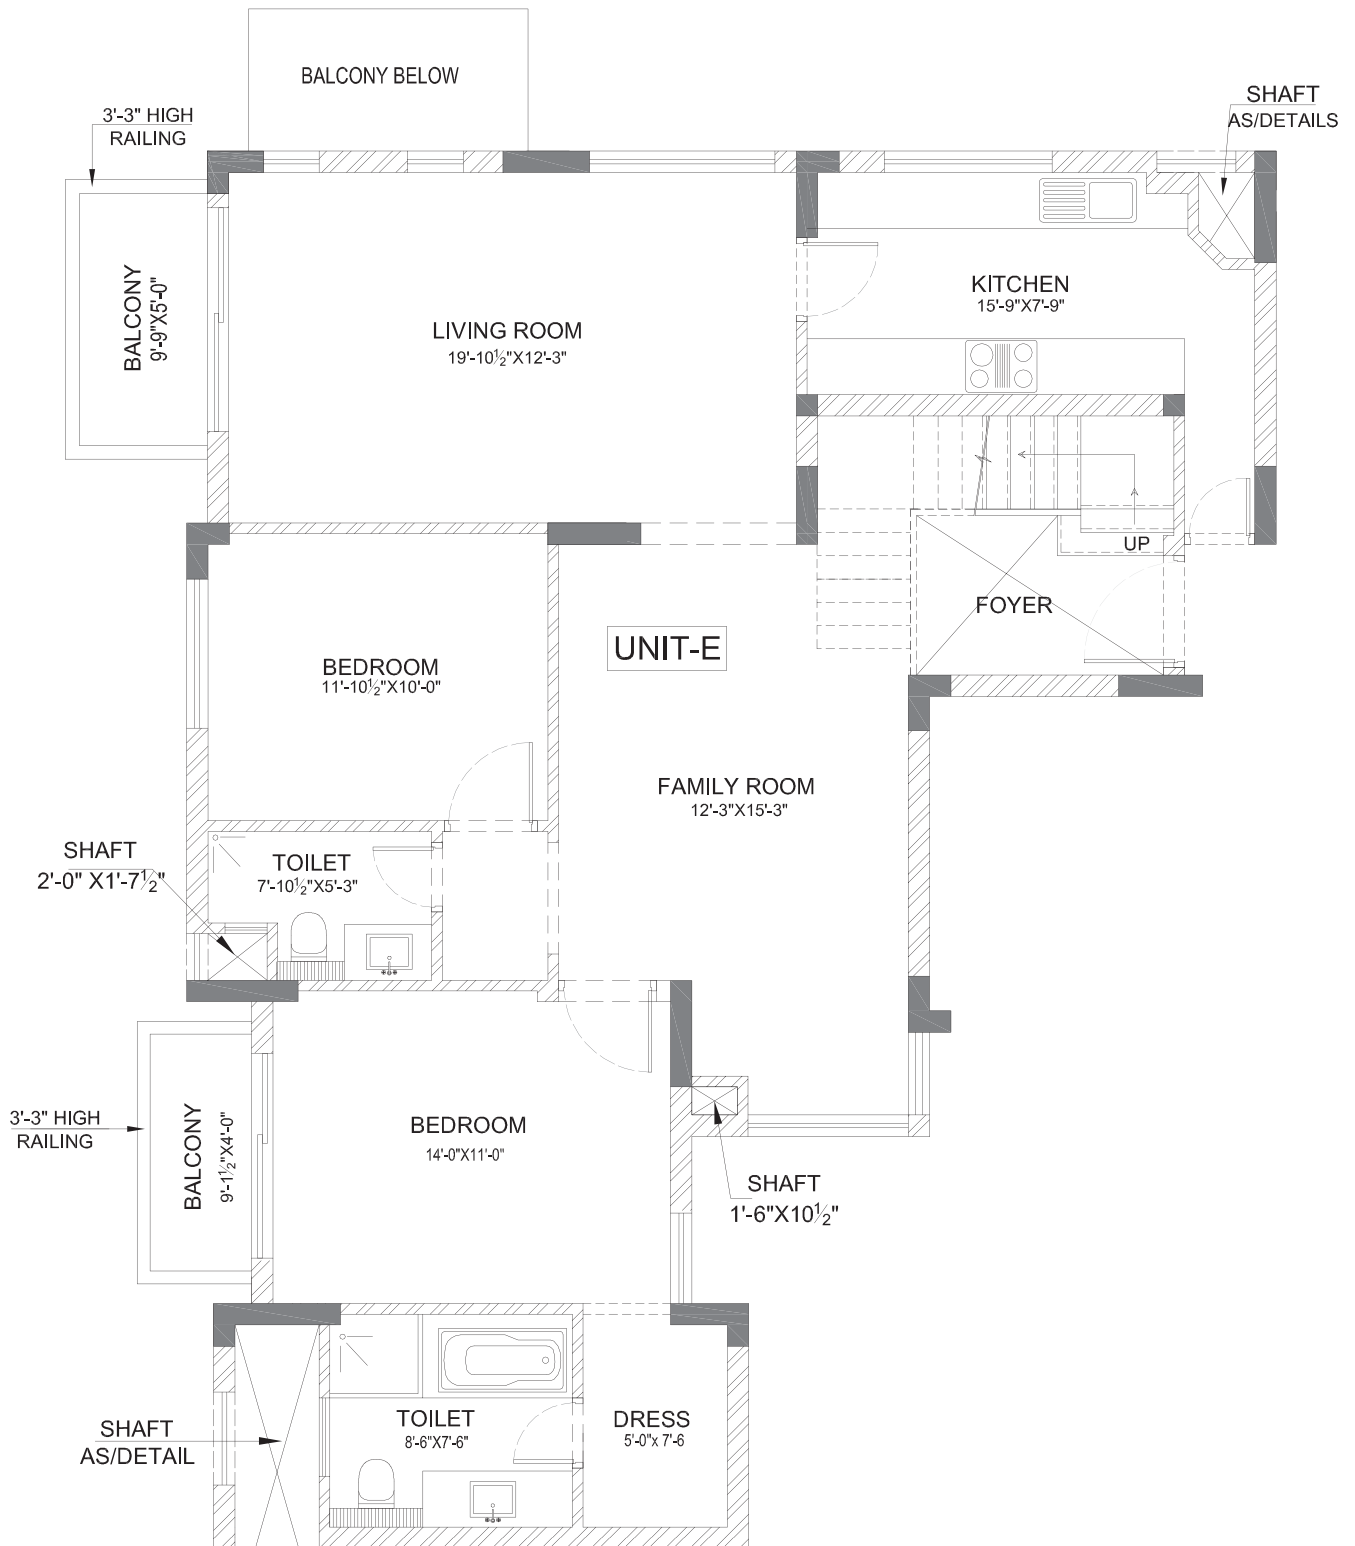 BALCONY BELOW
3'-3" HIGH
RAILING
SHAFT
AS/DETAILS
BALCONY
9'-9"X5'-0"
LIVING ROOM
19'-10½"X12'-3"
KITCHEN
15'-9"X7'-9"
UP
FOYER
UNIT-E
BEDROOM
11'-10½"X10'-0"
FAMILY ROOM
12'-3"X15'-3"
SHAFT
2'-0" X1'-7½"
TOILET
7'-10½"X5'-3"
3'-3" HIGH
RAILING
BALCONY
9'-1½"X4'-0"
BEDROOM
14'-0"X11'-0"
SHAFT
1'-6"X10½"
SHAFT
AS/DETAIL
TOILET
8'-6"X7'-6"
DRESS
5'-0"x 7'-6